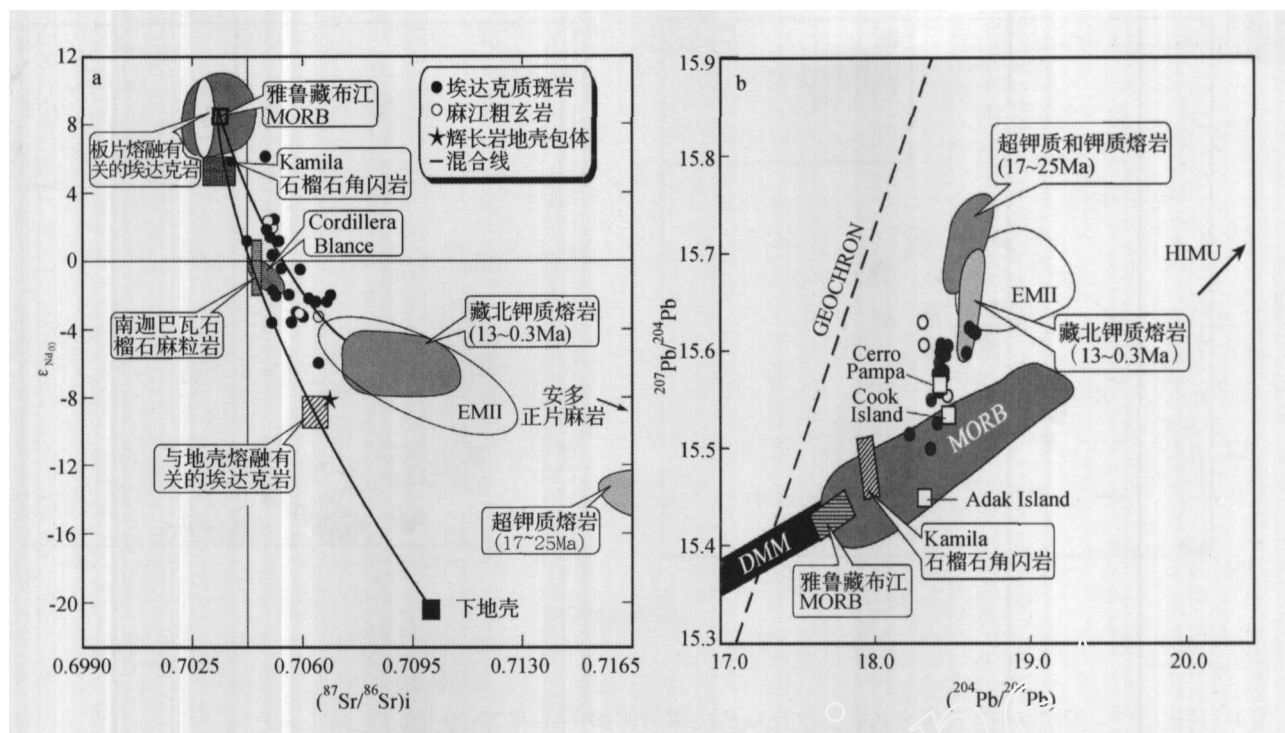 12
8
4
0
-4
-8
-12
-16
-20
εNd(t)
a
雅鲁藏布江
MORB
板片熔融有
关的埃达克岩
Kamila
石榴石角闪岩
Cordillera
Blance
埃达克质斑岩
麻江粗玄岩
辉长岩地壳包体
混合线
南迦巴瓦石
榴石麻粒岩
藏北钾质熔岩
(13~0.3Ma)
EMII
安多
正片麻岩
与地壳熔融有
关的埃达克岩
超钾质熔岩
(17~25Ma)
下地壳
0.6990
0.7025
0.7060
0.7095
0.7130
0.7165
(87Sr/86Sr)i
15.9
15.8
15.7
15.6
15.5
15.4
15.3
207Pb/204Pb
b
超钾质和钾质熔岩
(17~25Ma)
GEOCHRON
HIMU
EMII
藏北钾质熔岩
(13~0.3Ma)
Cerro
Pampa
Cook
Island
MORB
Adak Island
Kamila
石榴石角闪岩
DMM
雅鲁藏布江
MORB
17.0
18.0
19.0
20.0
(204Pb/204Pb)